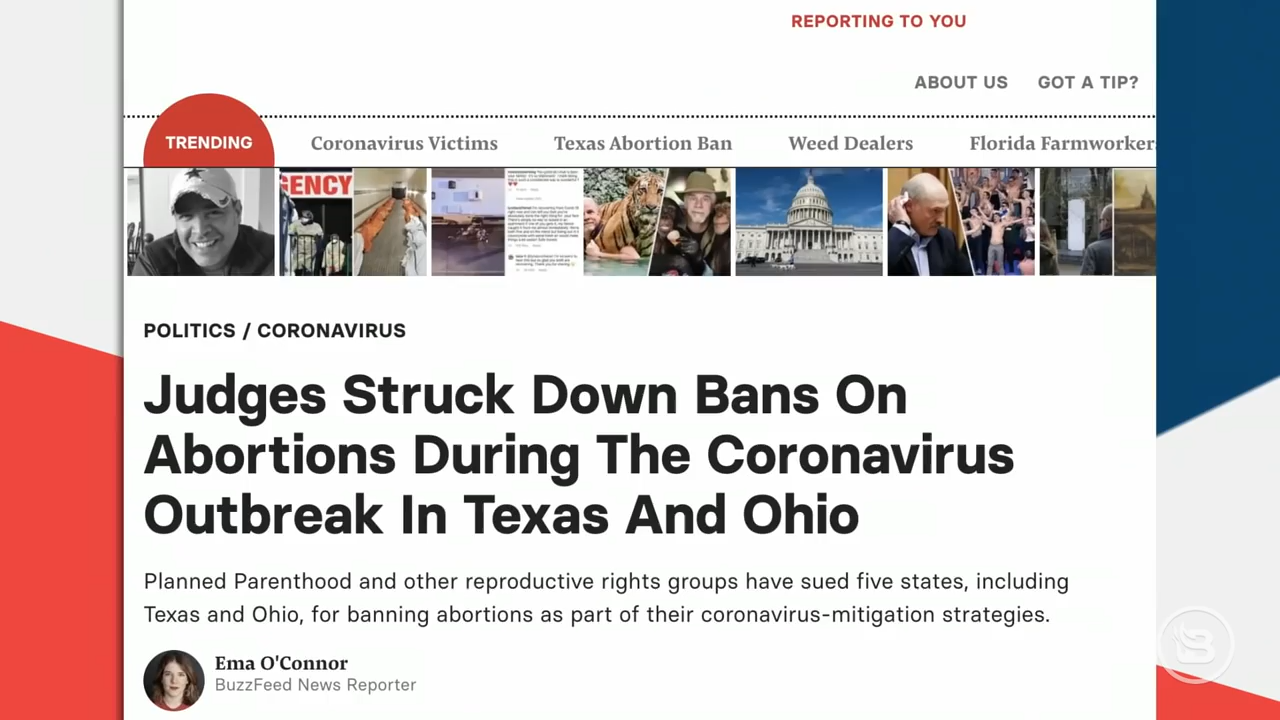 REPORTING TO YOU
ABOUT US GOT A TIP?
TRENDING Coronavirus Victims Texas Abortion Ban Weed Dealers Florida Farmworkers
GENCY
POLITICS / CORONAVIRUS
Judges Struck Down Bans On
Abortions During The Coronavirus
Outbreak In Texas And Ohio
Planned Parenthood and other reproductive rights groups have sued five states, including
Texas and Ohio, for banning abortions as part of their coronavirus-mitigation strategies.
Ema O'Connor
BuzzFeed News Reporter
B